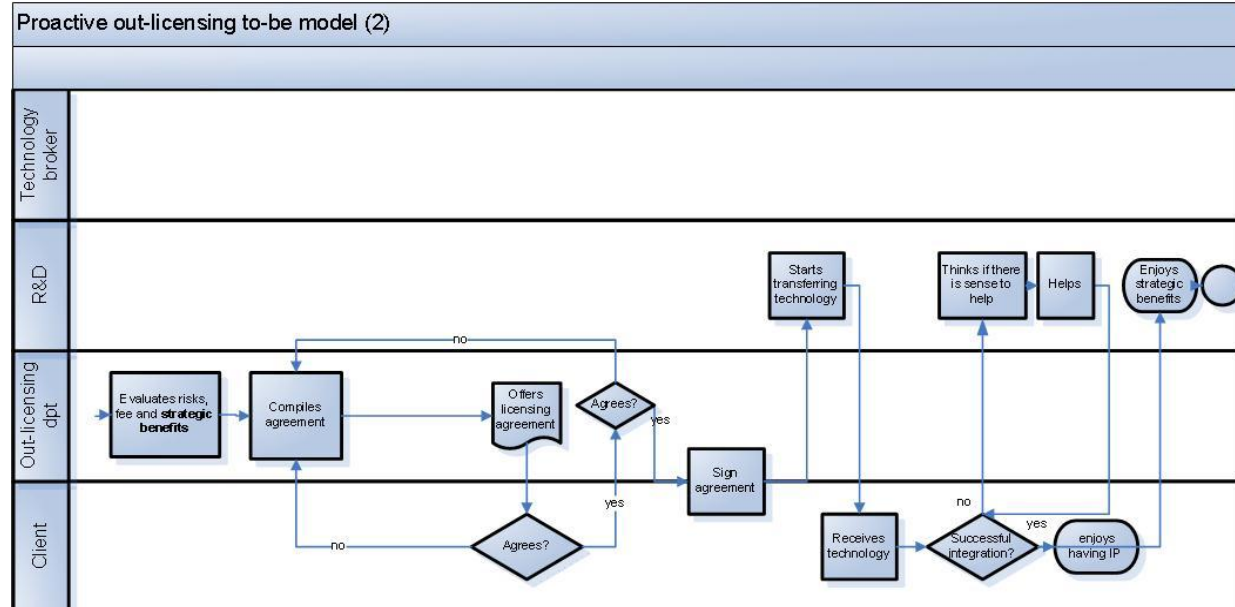 Proactive out-licensing to-be model (2)
Technology
broker
R&D
Starts
transferring
technology
Thinks if there
is sense to
help
Helps
Enjoys
strategic
benefits
Out-licensing
dpt
Evaluates risks,
fee and strategic
benefits
Compiles
agreement
no
Offers
licensing
agreement
Agrees?
yes
Sign
agreement
Client
no
Agrees?
yes
Receives
technology
no
Successful
integration?
yes
enjoys
having IP